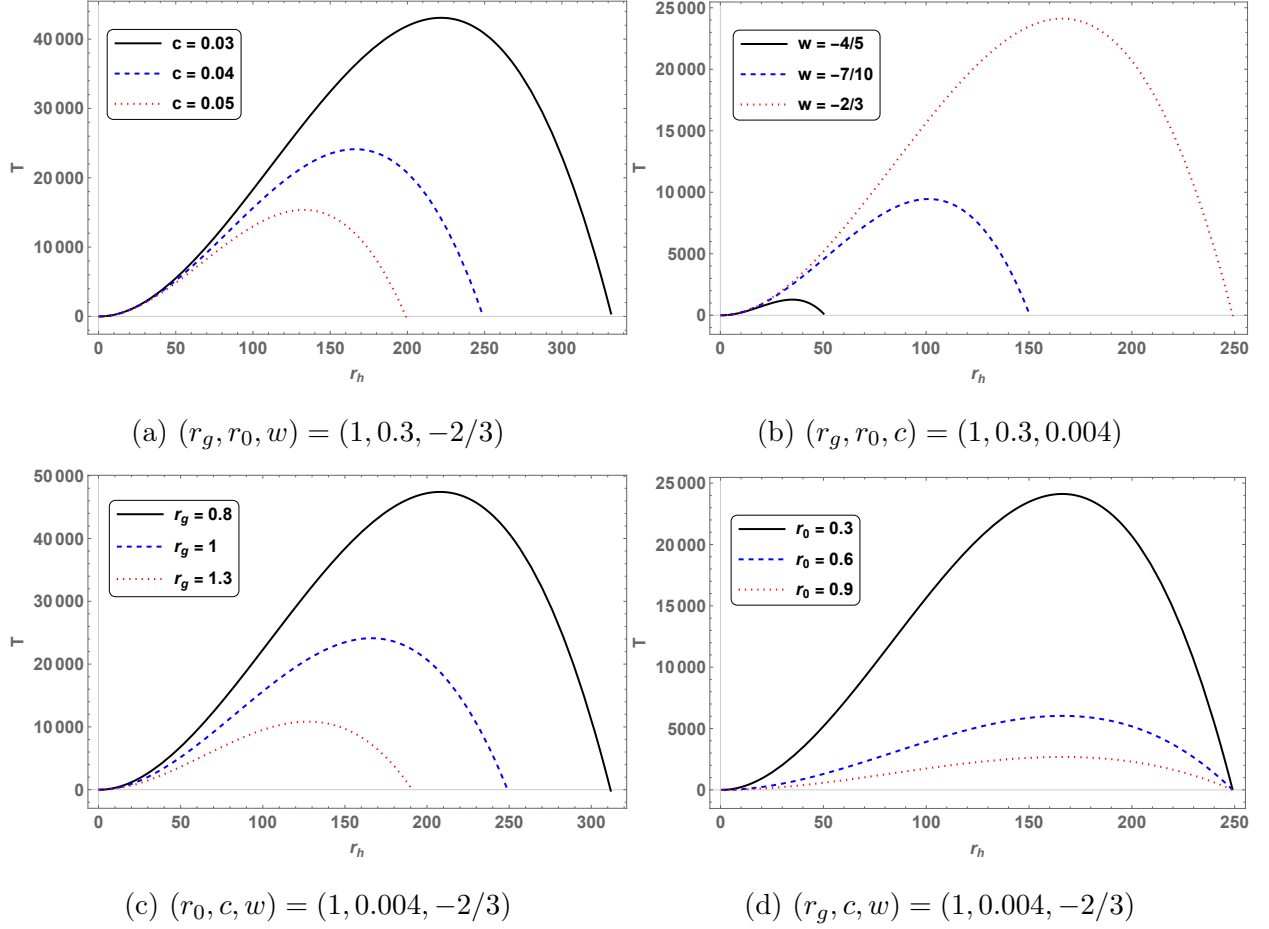 40 000
30 000
20 000
10 000
0
T
c = 0.03
c = 0.04
c = 0.05
0 50 100 150 200 250 300
r_h
(a) (r_g, r_0, w) = (1, 0.3, −2/3)
25 000
20 000
15 000
10 000
5000
0
T
w = −4/5
w = −7/10
w = −2/3
0 50 100 150 200 250
r_h
(b) (r_g, r_0, c) = (1, 0.3, 0.004)
50 000
40 000
30 000
20 000
10 000
0
T
r_g = 0.8
r_g = 1
r_g = 1.3
0 50 100 150 200 250 300
r_h
(c) (r_0, c, w) = (1, 0.004, −2/3)
25 000
20 000
15 000
10 000
5000
0
T
r_0 = 0.3
r_0 = 0.6
r_0 = 0.9
0 50 100 150 200 250
r_h
(d) (r_g, c, w) = (1, 0.004, −2/3)